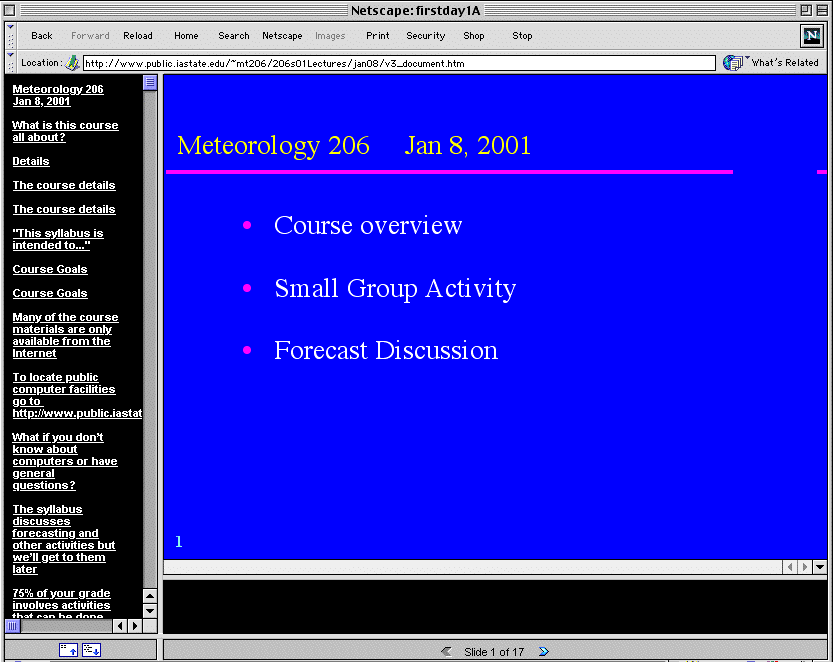 Netscape: firstday1A
Back Forward Reload Home Search Netscape Images Print Security Shop Stop
N
Location: http://www.public.iastate.edu/~mt206/206s01Lectures/jan08/v3_document.htm What's Related
Meteorology 206
Jan 8, 2001
What is this course
all about?
Details
The course details
The course details
"This syllabus is
intended to..."
Course Goals
Course Goals
Many of the course
materials are only
available from the
Internet
To locate public
computer facilities
go to
http://www.public.iastat
What if you don't
know about
computers or have
general
questions?
The syllabus
discusses
forecasting and
other activities but
we'll get to them
later
75% of your grade
involves activities
that can be done
Meteorology 206 Jan 8, 2001
• Course overview
• Small Group Activity
• Forecast Discussion
1
Slide 1 of 17